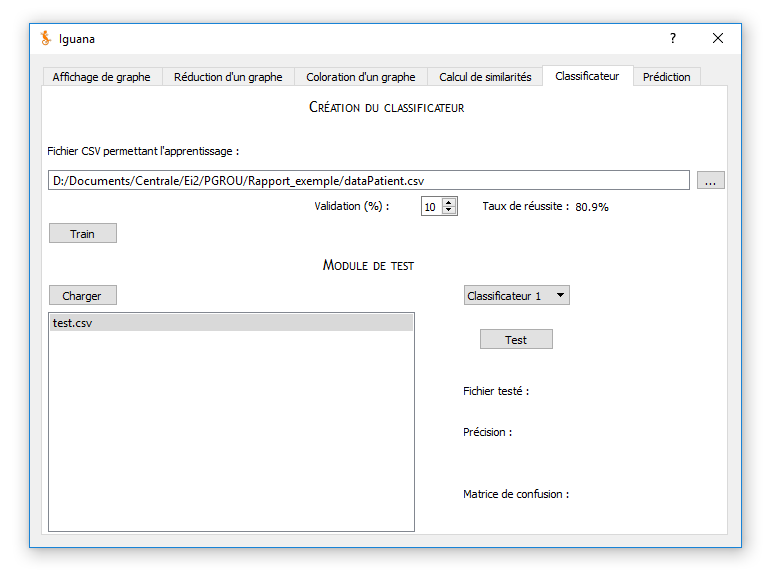 Iguana
?
Affichage de graphe
Réduction d'un graphe
Coloration d'un graphe
Calcul de similarités
Classificateur
Prédiction
CRÉATION DU CLASSIFICATEUR
Fichier CSV permettant l'apprentissage :
D:/Documents/Centrale/Ei2/PGROU/Rapport_exemple/dataPatient.csv
...
Validation (%) :
10
Taux de réussite : 80.9%
Train
MODULE DE TEST
Charger
Classificateur 1
test.csv
Test
Fichier testé :
Précision :
Matrice de confusion :